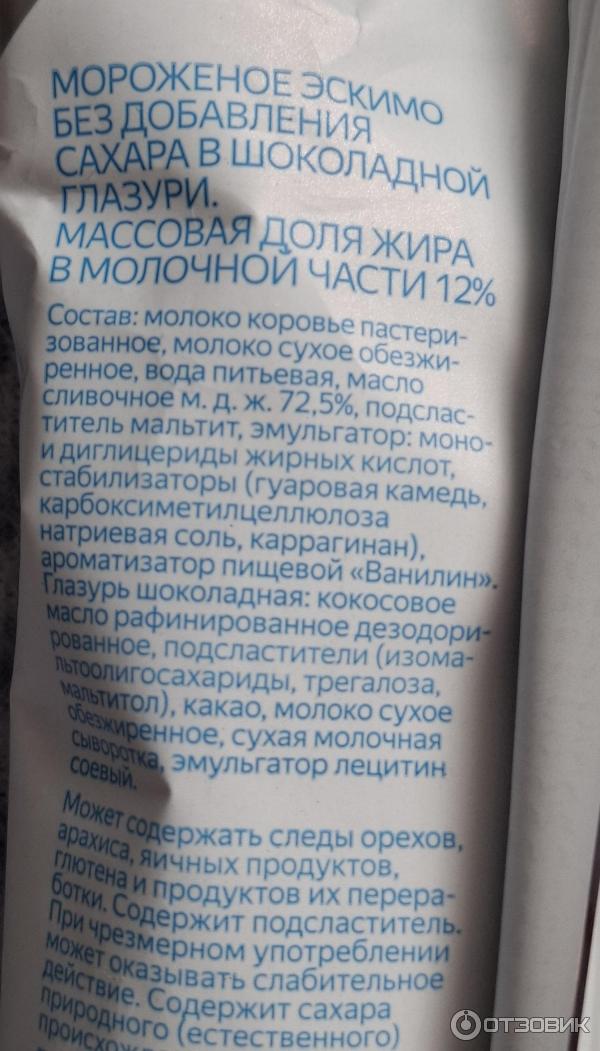 МОРОЖЕНОЕ ЭСКИМО
БЕЗ ДОБАВЛЕНИЯ
САХАРА В ШОКОЛАДНОЙ
ГЛАЗУРИ.
МАССОВАЯ ДОЛЯ ЖИРА
В МОЛОЧНОЙ ЧАСТИ 12%
Состав: молоко коровье пастери-
зованное, молоко сухое обезжи-
ренное, вода питьевая, масло
сливочное м. д. ж. 72,5%, подслас-
титель мальтит, эмульгатор: моно-
и диглицериды жирных кислот,
стабилизаторы (гуаровая камедь,
карбоксиметилцеллюлоза
натриевая соль, каррагинан),
ароматизатор пищевой «Ванилин».
Глазурь шоколадная: кокосовое
масло рафинированное дезодори-
рованное, подсластители (изома-
льтоолигосахариды, трегалоза,
мальтитол), какао, молоко сухое
обезжиренное, сухая молочная
сыворотка, эмульгатор лецитин
соевый.
Может содержать следы орехов,
арахиса, яичных продуктов,
глютена и продуктов их перера-
ботки. Содержит подсластитель.
При чрезмерном употреблении
может оказывать слабительное
действие. Содержит сахара
природного (естественного)
ОТЗОВИК